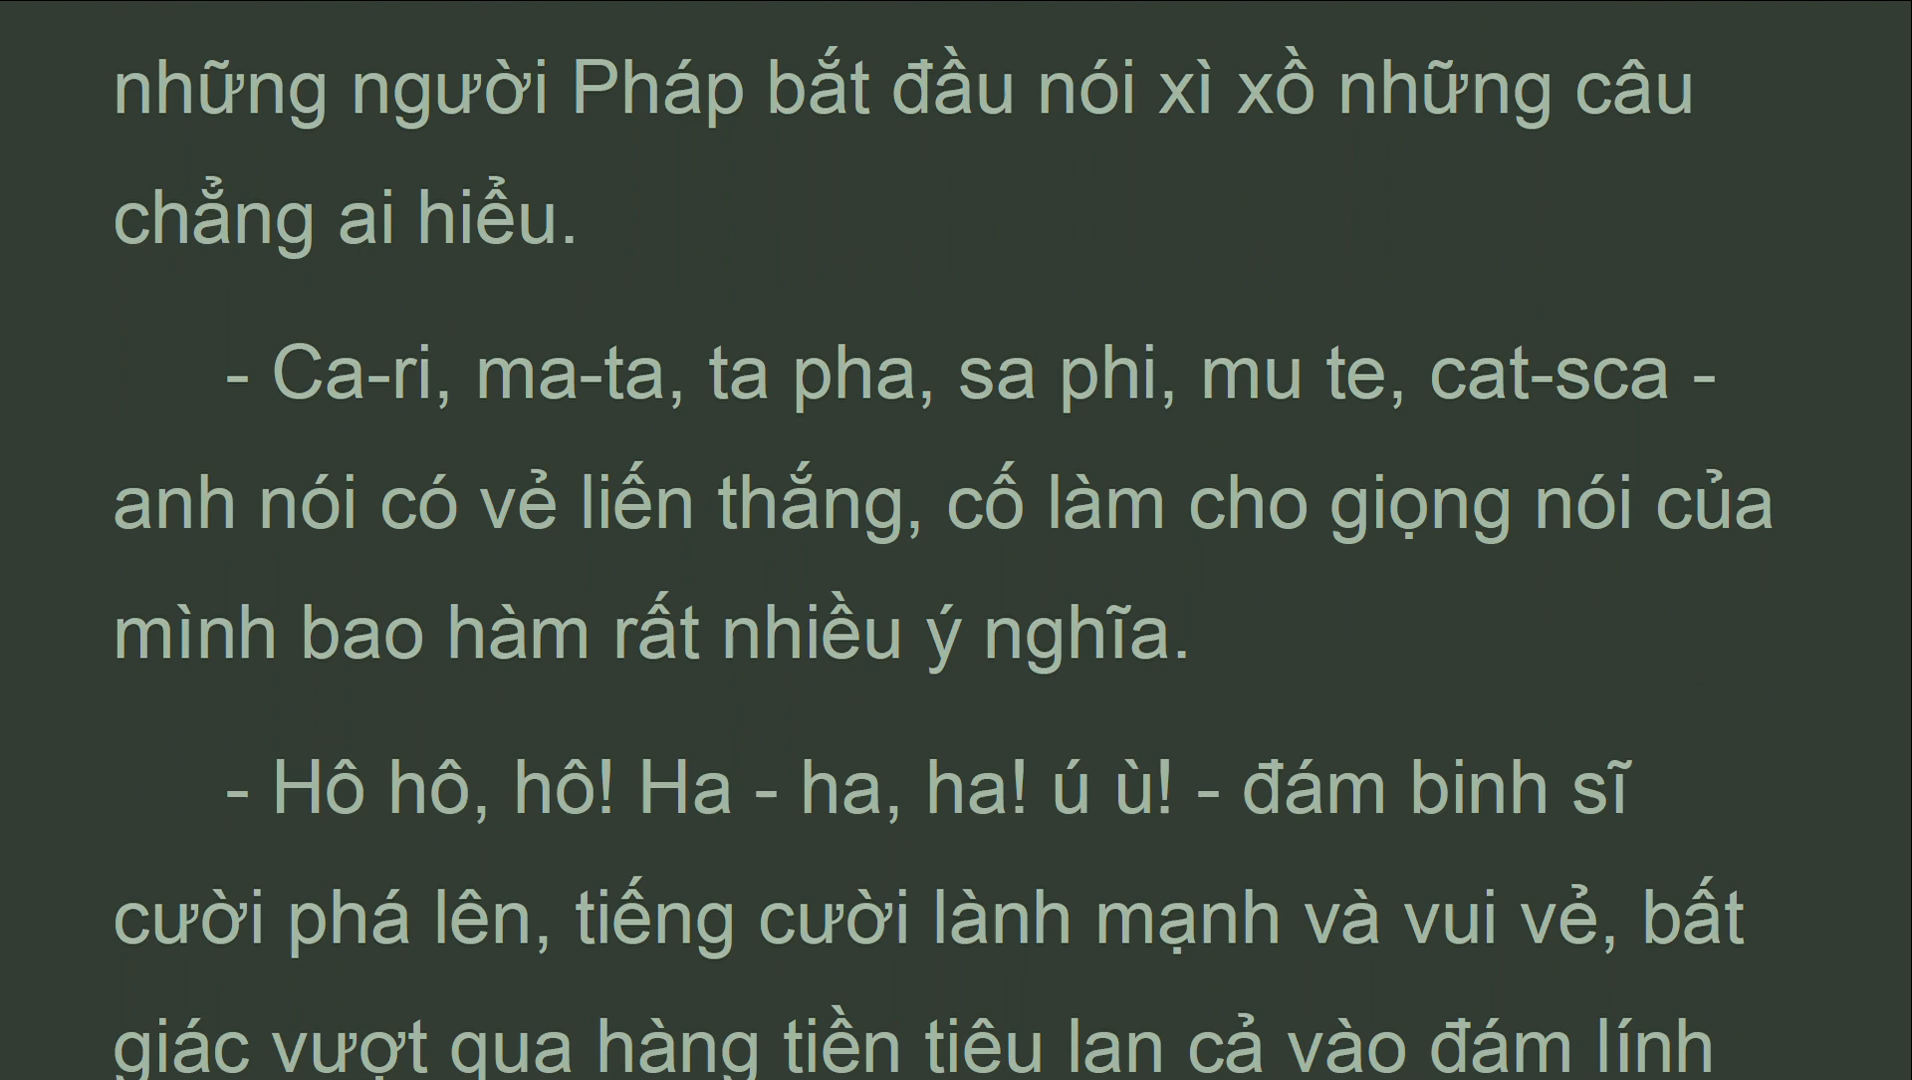 những người Pháp bắt đầu nói xì xồ những câu
chẳng ai hiểu.
- Ca-ri, ma-ta, ta pha, sa phi, mu te, cat-sca -
anh nói có vẻ liến thắng, cố làm cho giọng nói của
mình bao hàm rất nhiều ý nghĩa.
- Hô hô, hô! Ha - ha, ha! ú ù! - đám binh sĩ
cười phá lên, tiếng cười lành mạnh và vui vẻ, bất
giác vượt qua hàng tiền tiêu lan cả vào đám lính